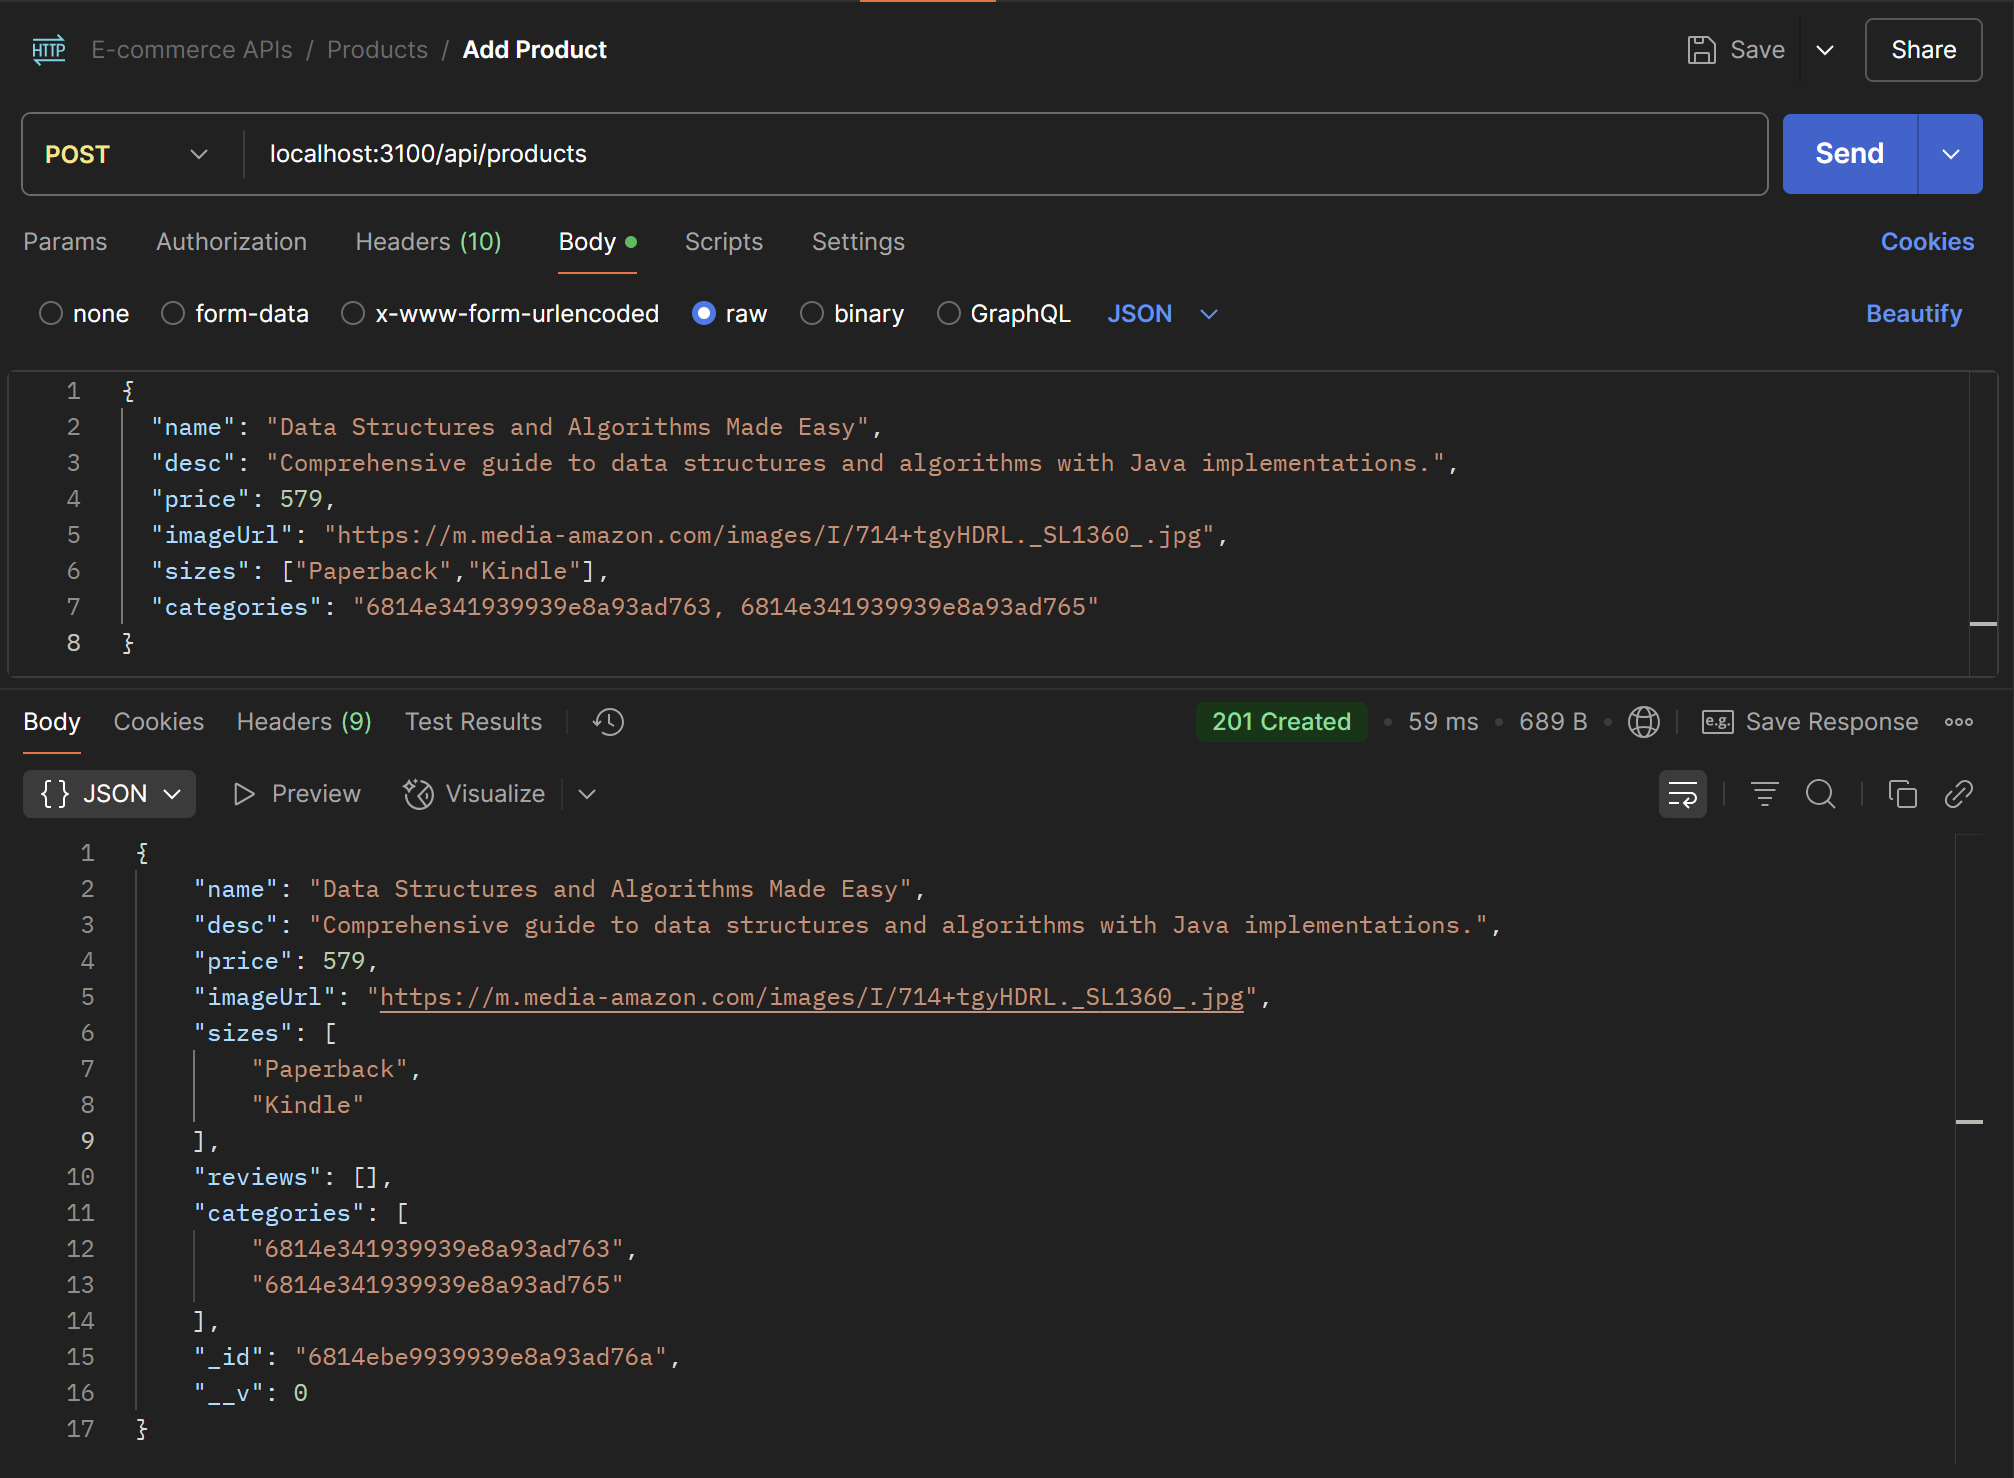 HTTP E-commerce APIs / Products / Add Product Save Share
POST localhost:3100/api/products Send
Params Authorization Headers (10) Body Scripts Settings Cookies
none form-data x-www-form-urlencoded raw binary GraphQL JSON Beautify
1 {
2 "name": "Data Structures and Algorithms Made Easy",
3 "desc": "Comprehensive guide to data structures and algorithms with Java implementations.",
4 "price": 579,
5 "imageUrl": "https://m.media-amazon.com/images/I/714+tgyHDRL._SL1360_.jpg",
6 "sizes": ["Paperback","Kindle"],
7 "categories": "6814e341939939e8a93ad763, 6814e341939939e8a93ad765"
8 }
Body Cookies Headers (9) Test Results 201 Created 59 ms 689 B e.g. Save Response
{} JSON Preview Visualize
1 {
2 "name": "Data Structures and Algorithms Made Easy",
3 "desc": "Comprehensive guide to data structures and algorithms with Java implementations.",
4 "price": 579,
5 "imageUrl": "https://m.media-amazon.com/images/I/714+tgyHDRL._SL1360_.jpg",
6 "sizes": [
7 "Paperback",
8 "Kindle"
9 ],
10 "reviews": [],
11 "categories": [
12 "6814e341939939e8a93ad763",
13 "6814e341939939e8a93ad765"
14 ],
15 "_id": "6814ebe9939939e8a93ad76a",
16 "__v": 0
17 }